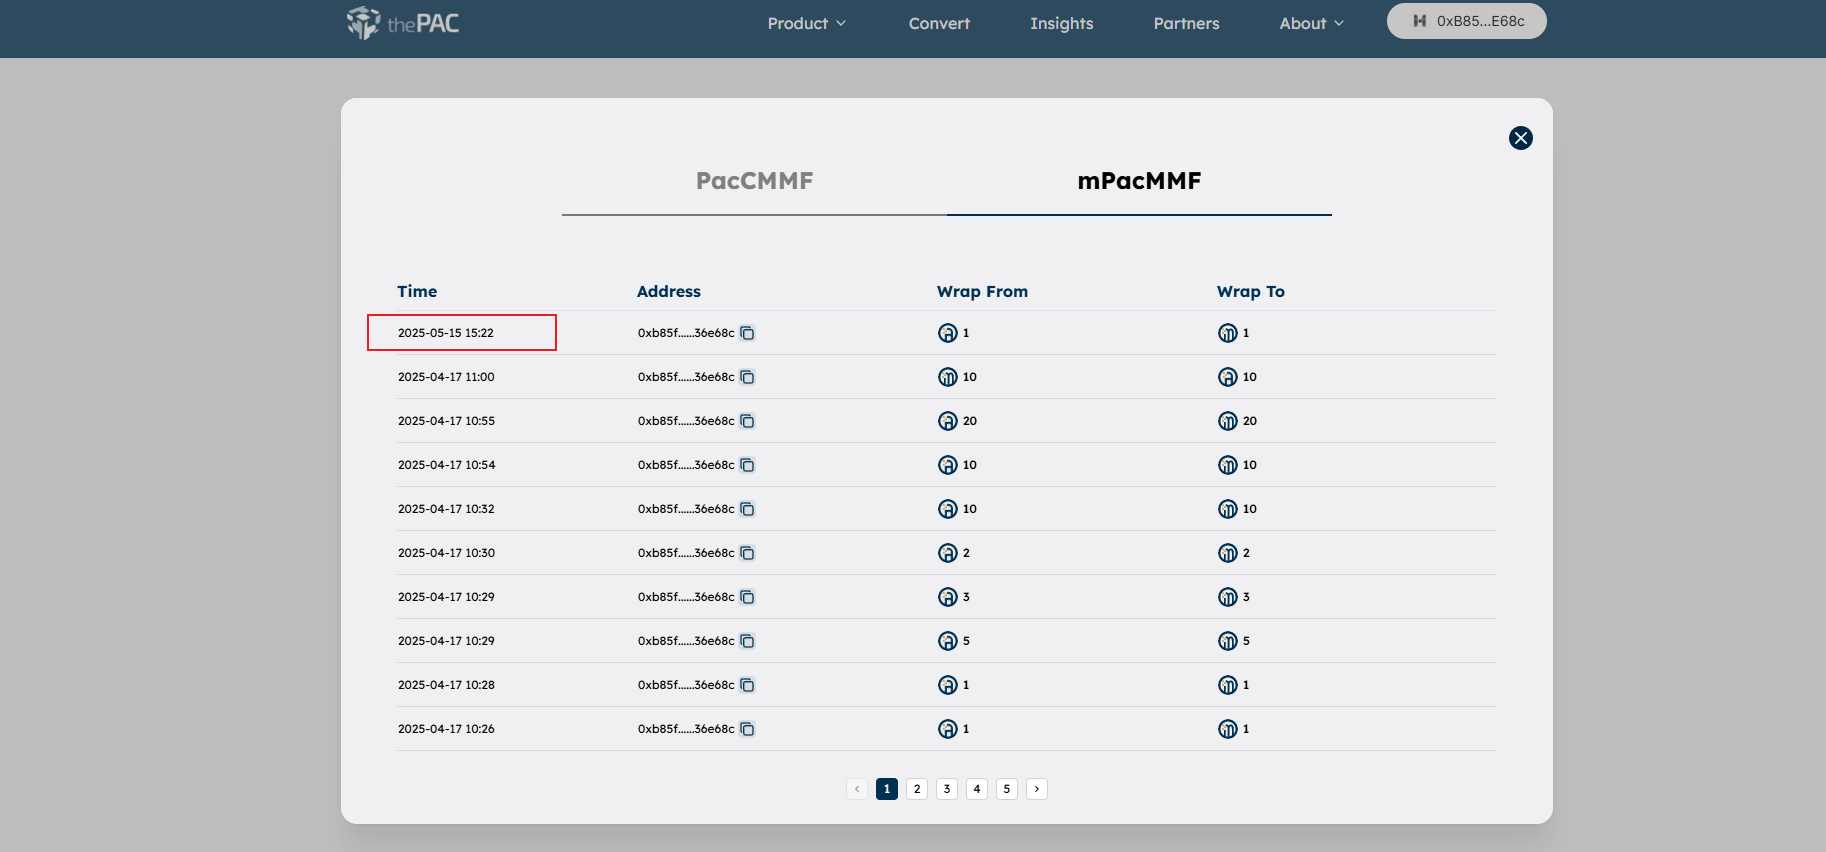 thePAC Product Convert Insights Partners About 0xB85...E68c
PacCMMF mPacMMF
Time Address Wrap From Wrap To
2025-05-15 15:22 0xb85f......36e68c 1 1
2025-04-17 11:00 0xb85f......36e68c 10 10
2025-04-17 10:55 0xb85f......36e68c 20 20
2025-04-17 10:54 0xb85f......36e68c 10 10
2025-04-17 10:32 0xb85f......36e68c 10 10
2025-04-17 10:30 0xb85f......36e68c 2 2
2025-04-17 10:29 0xb85f......36e68c 3 3
2025-04-17 10:29 0xb85f......36e68c 5 5
2025-04-17 10:28 0xb85f......36e68c 1 1
2025-04-17 10:26 0xb85f......36e68c 1 1
‹ 1 2 3 4 5 ›